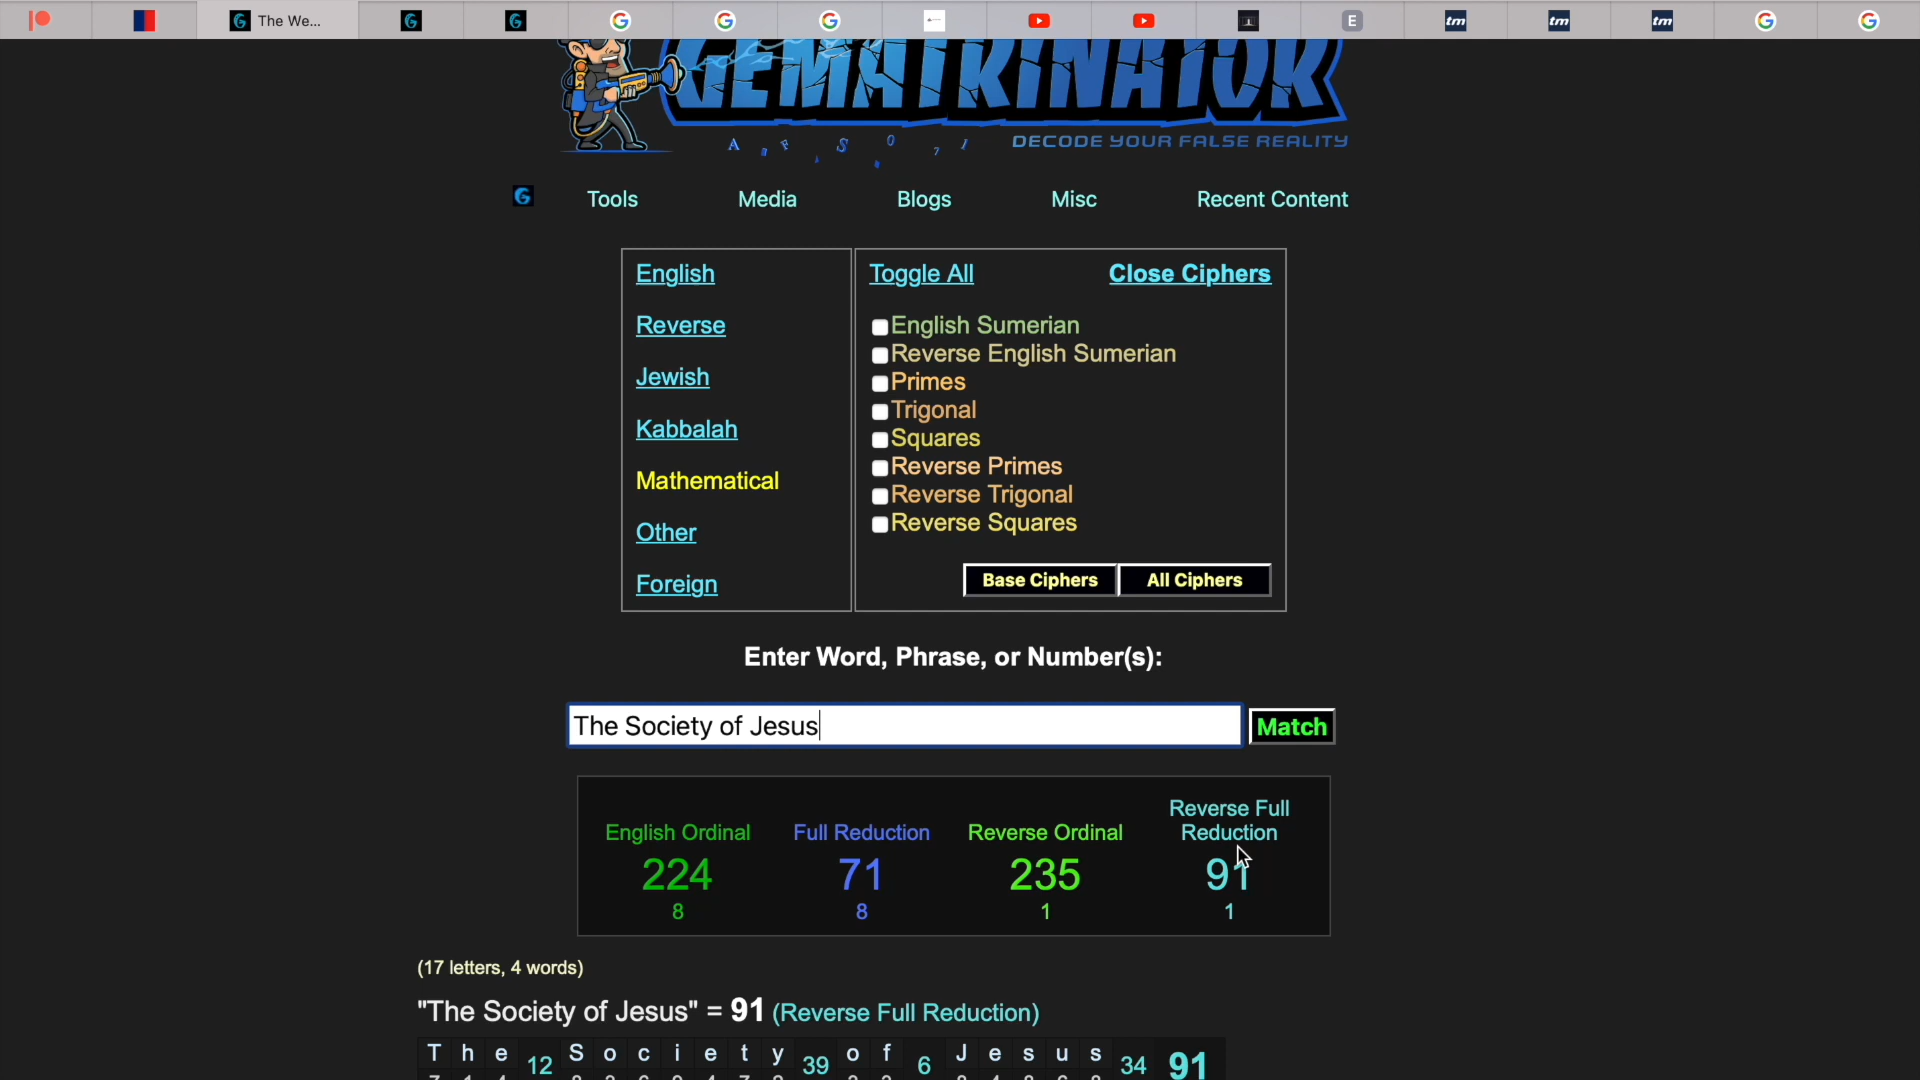 The We...
tm tm tm
E
GEMATRINATOR
DECODE YOUR FALSE REALITY
Tools Media Blogs Misc Recent Content
English
Reverse
Jewish
Kabbalah
Mathematical
Other
Foreign
Toggle All Close Ciphers
English Sumerian
Reverse English Sumerian
Primes
Trigonal
Squares
Reverse Primes
Reverse Trigonal
Reverse Squares
Base Ciphers All Ciphers
Enter Word, Phrase, or Number(s):
The Society of Jesus Match
English Ordinal Full Reduction Reverse Ordinal Reverse Full Reduction
224 71 235 91
8 8 1 1
(17 letters, 4 words)
"The Society of Jesus" = 91 (Reverse Full Reduction)
T h e 12 S o c i e t y 39 o f 6 J e s u s 34 91